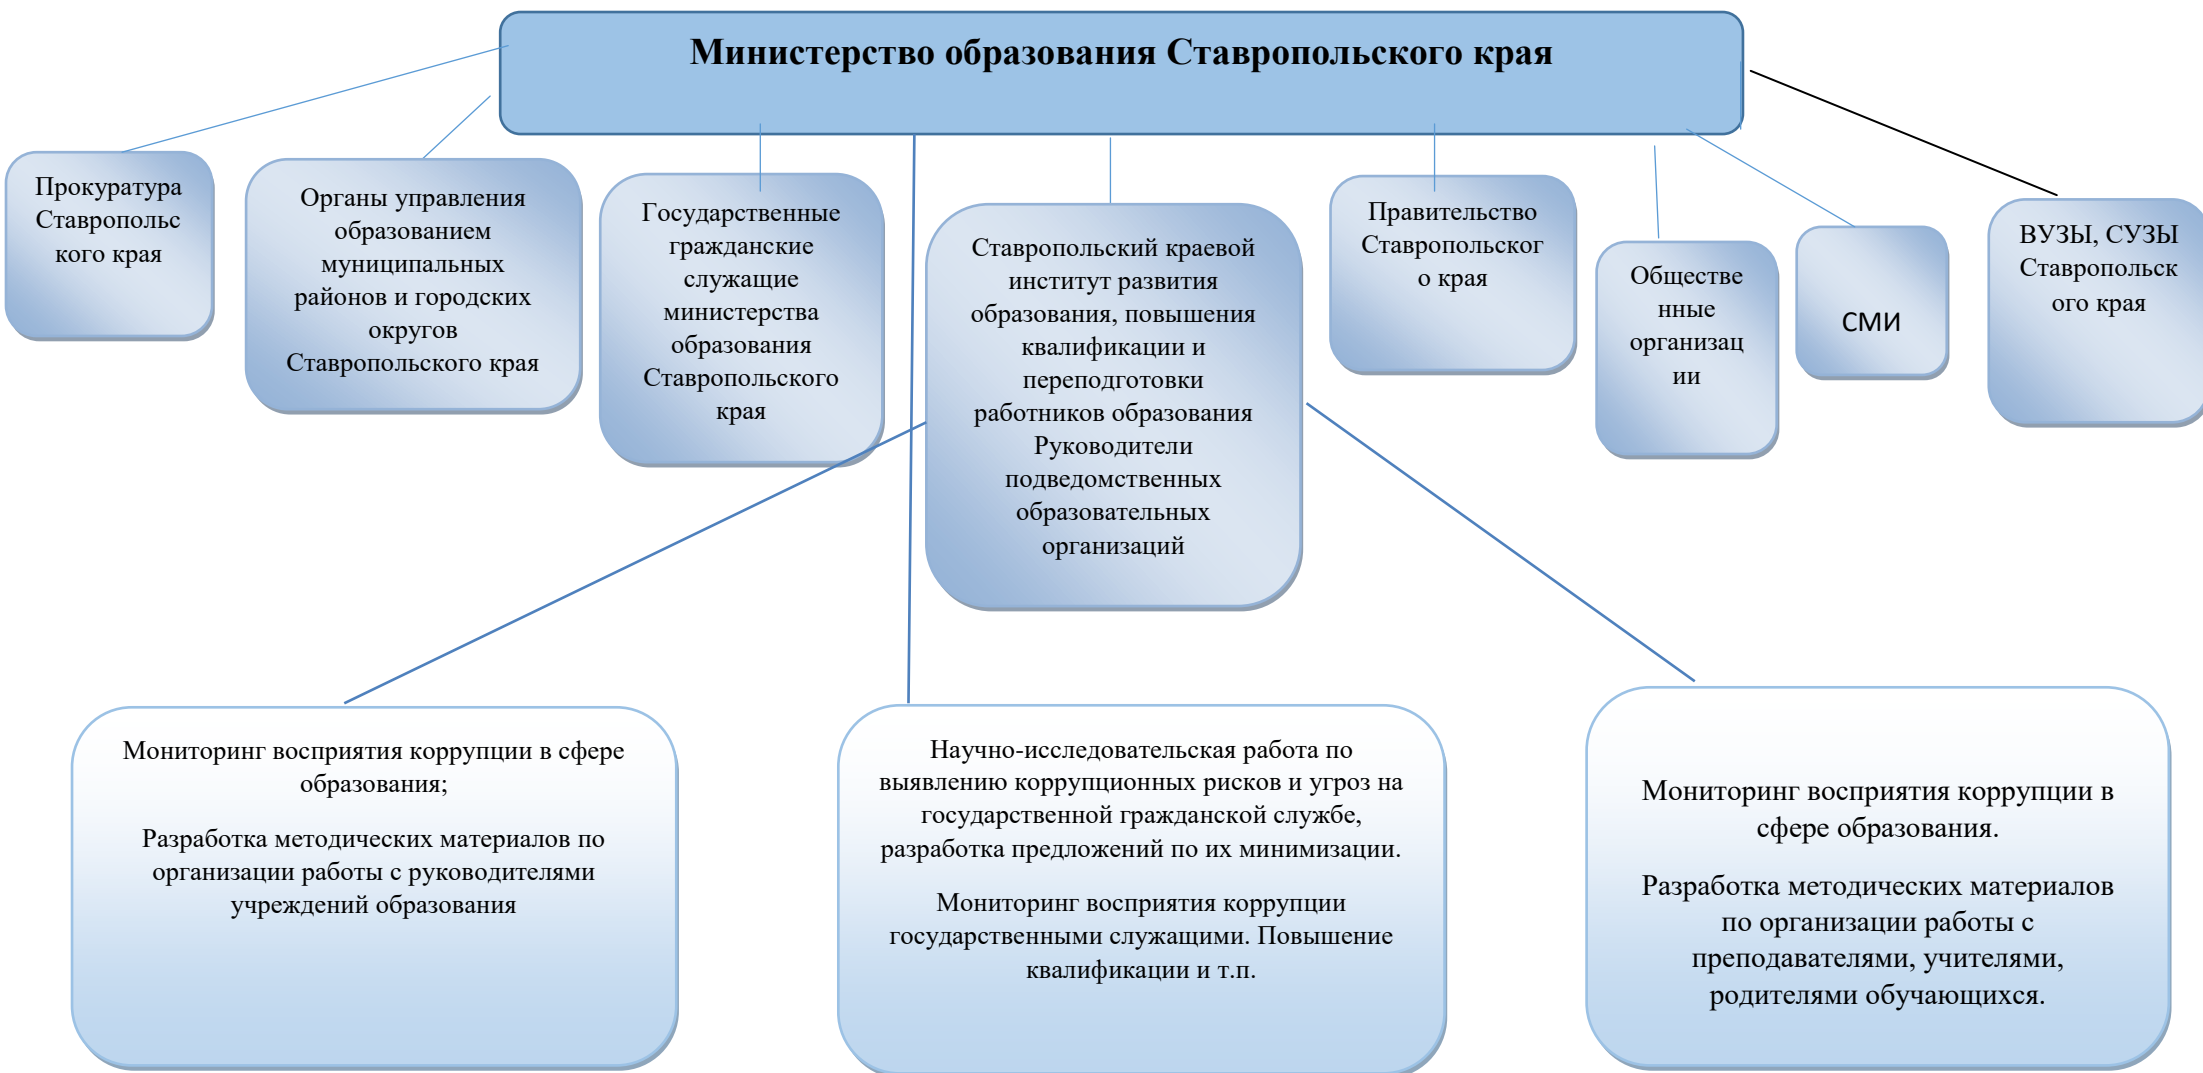 Министерство образования Ставропольского края
Прокуратура
Ставропольс
кого края
Органы управления
образованием
муниципальных
районов и городских
округов
Ставропольского края
Государственные
гражданские
служащие
министерства
образования
Ставропольского
края
Ставропольский краевой
институт развития
образования, повышения
квалификации и
переподготовки
работников образования
Руководители
подведомственных
образовательных
организаций
Правительство
Ставропольског
о края
Обществе
нные
организац
ии
СМИ
ВУЗЫ, СУЗЫ
Ставропольск
ого края
Мониторинг восприятия коррупции в сфере
образования;
Разработка методических материалов по
организации работы с руководителями
учреждений образования
Научно-исследовательская работа по
выявлению коррупционных рисков и угроз на
государственной гражданской службе,
разработка предложений по их минимизации.
Мониторинг восприятия коррупции
государственными служащими. Повышение
квалификации и т.п.
Мониторинг восприятия коррупции в
сфере образования.
Разработка методических материалов
по организации работы с
преподавателями, учителями,
родителями обучающихся.